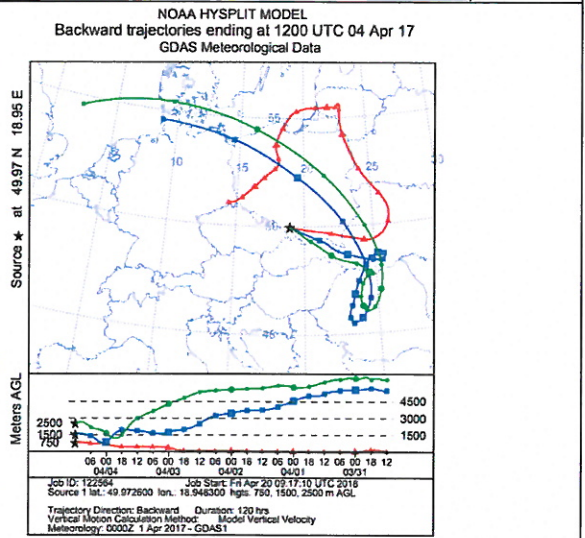 NOAA HYSPLIT MODEL
Backward trajectories ending at 1200 UTC 04 Apr 17
GDAS Meteorological Data
Source ★ at 49.97 N 18.95 E
55
10
15
20
25
50
45
Meters AGL
2500
1500
750
4500
3000
1500
06 00 18 12 06 00 18 12 06 00 18 12 06 00 18 12 06 00 18 12
04/04 04/03 04/02 04/01 03/31
Job ID: 122564 Job Start: Fri Apr 20 09:17:10 UTC 2018
Source 1 lat.: 49.972600 lon.: 18.948300 hgts: 750, 1500, 2500 m AGL
Trajectory Direction: Backward Duration: 120 hrs
Vertical Motion Calculation Method: Model Vertical Velocity
Meteorology: 0000Z 1 Apr 2017 - GDAS1